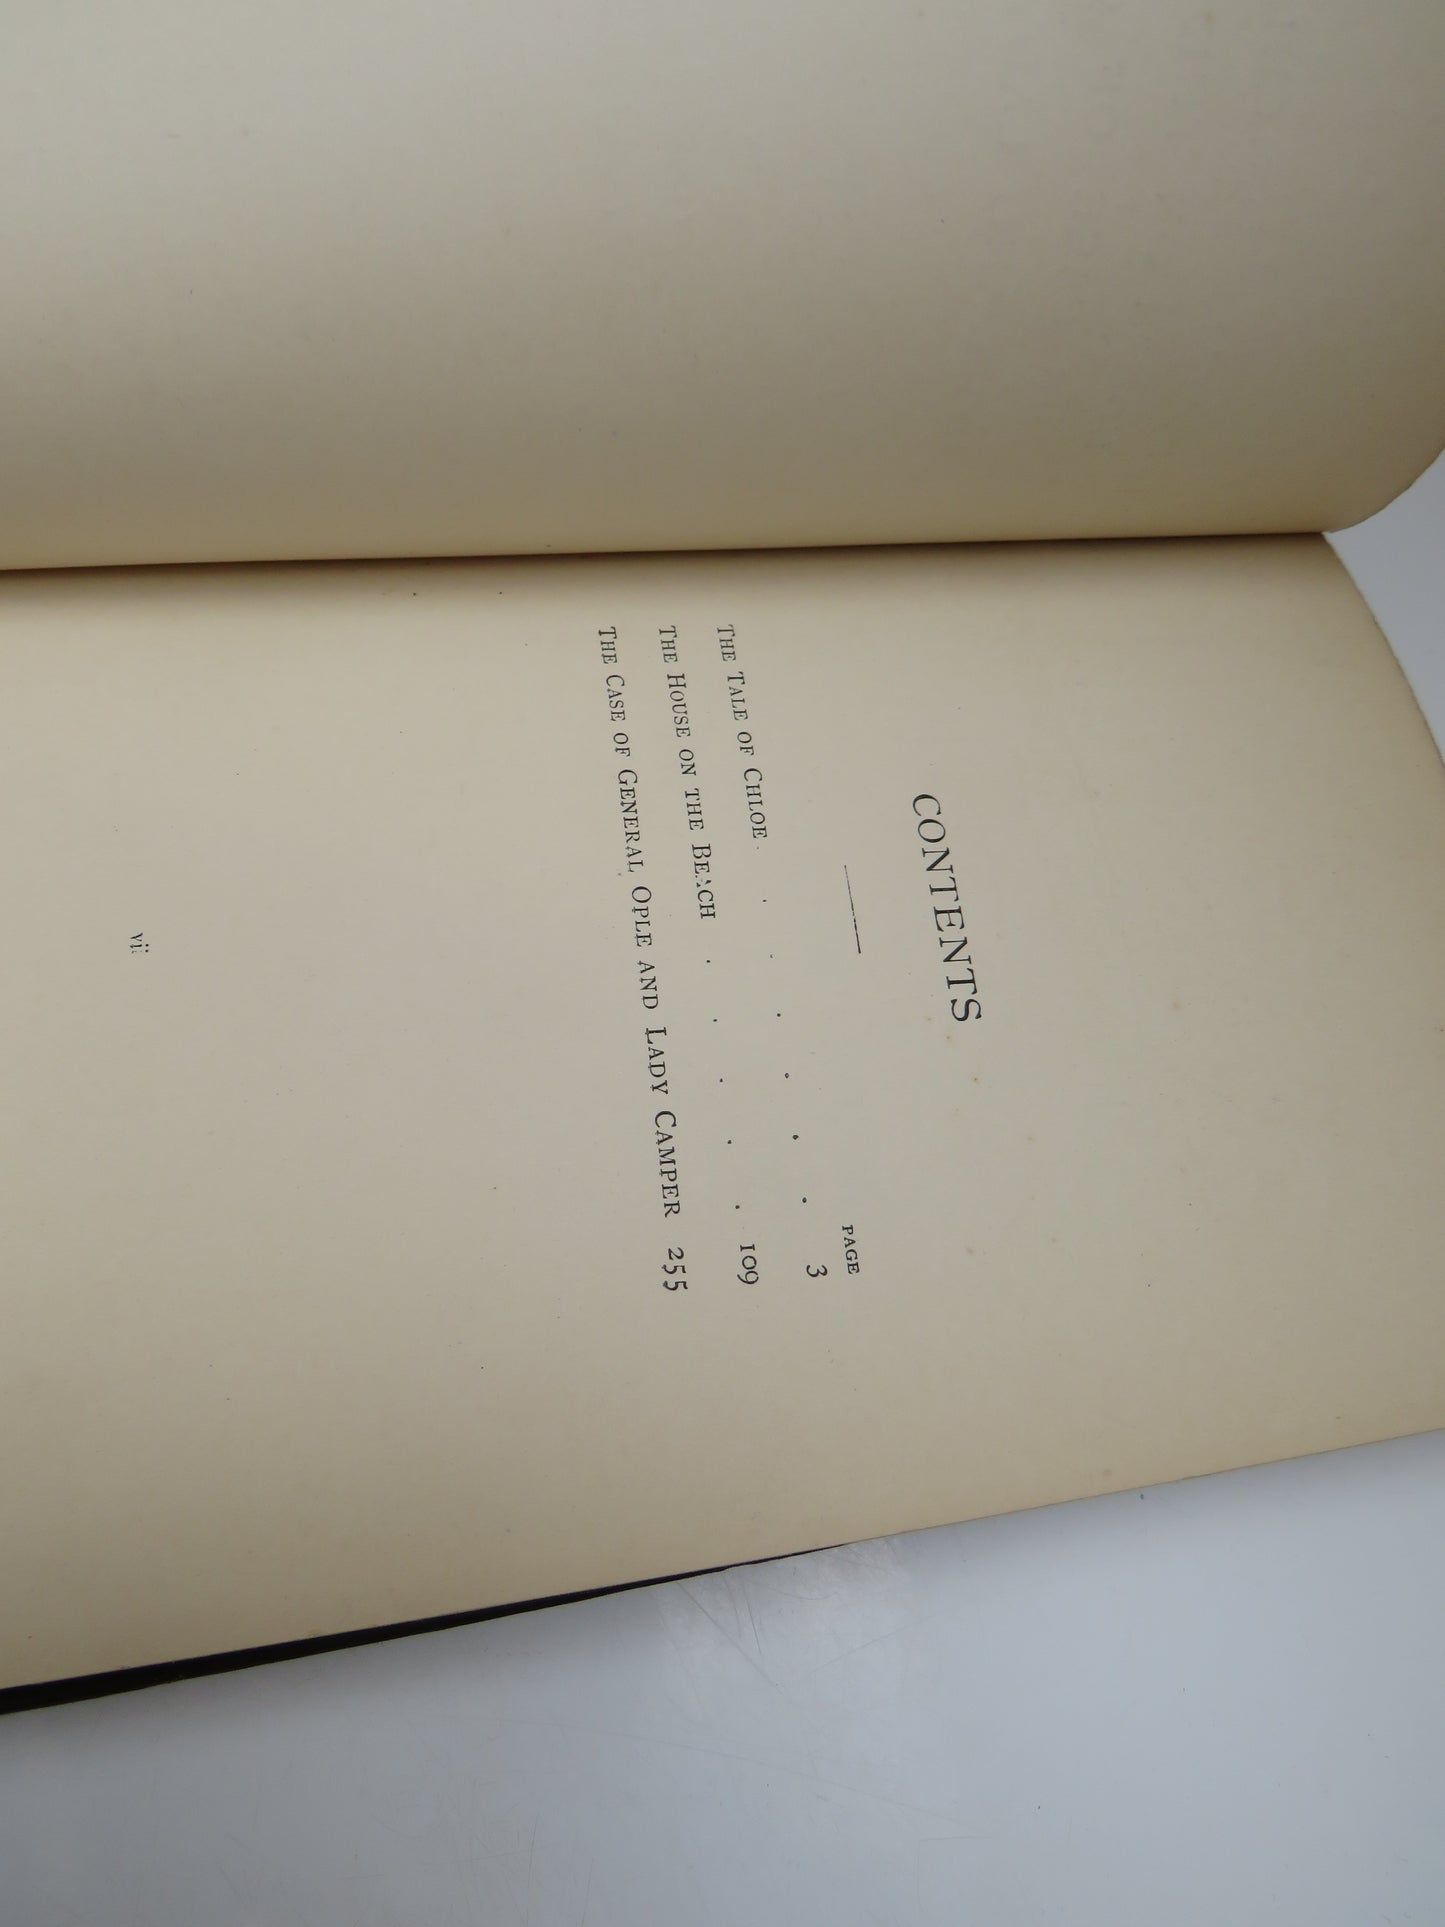 CONTENTS
PAGE
The Tale of Chloe . . . . . . . 3
The House on the Beach . . . . . 109
The Case of General Ople and Lady Camper 255
vii